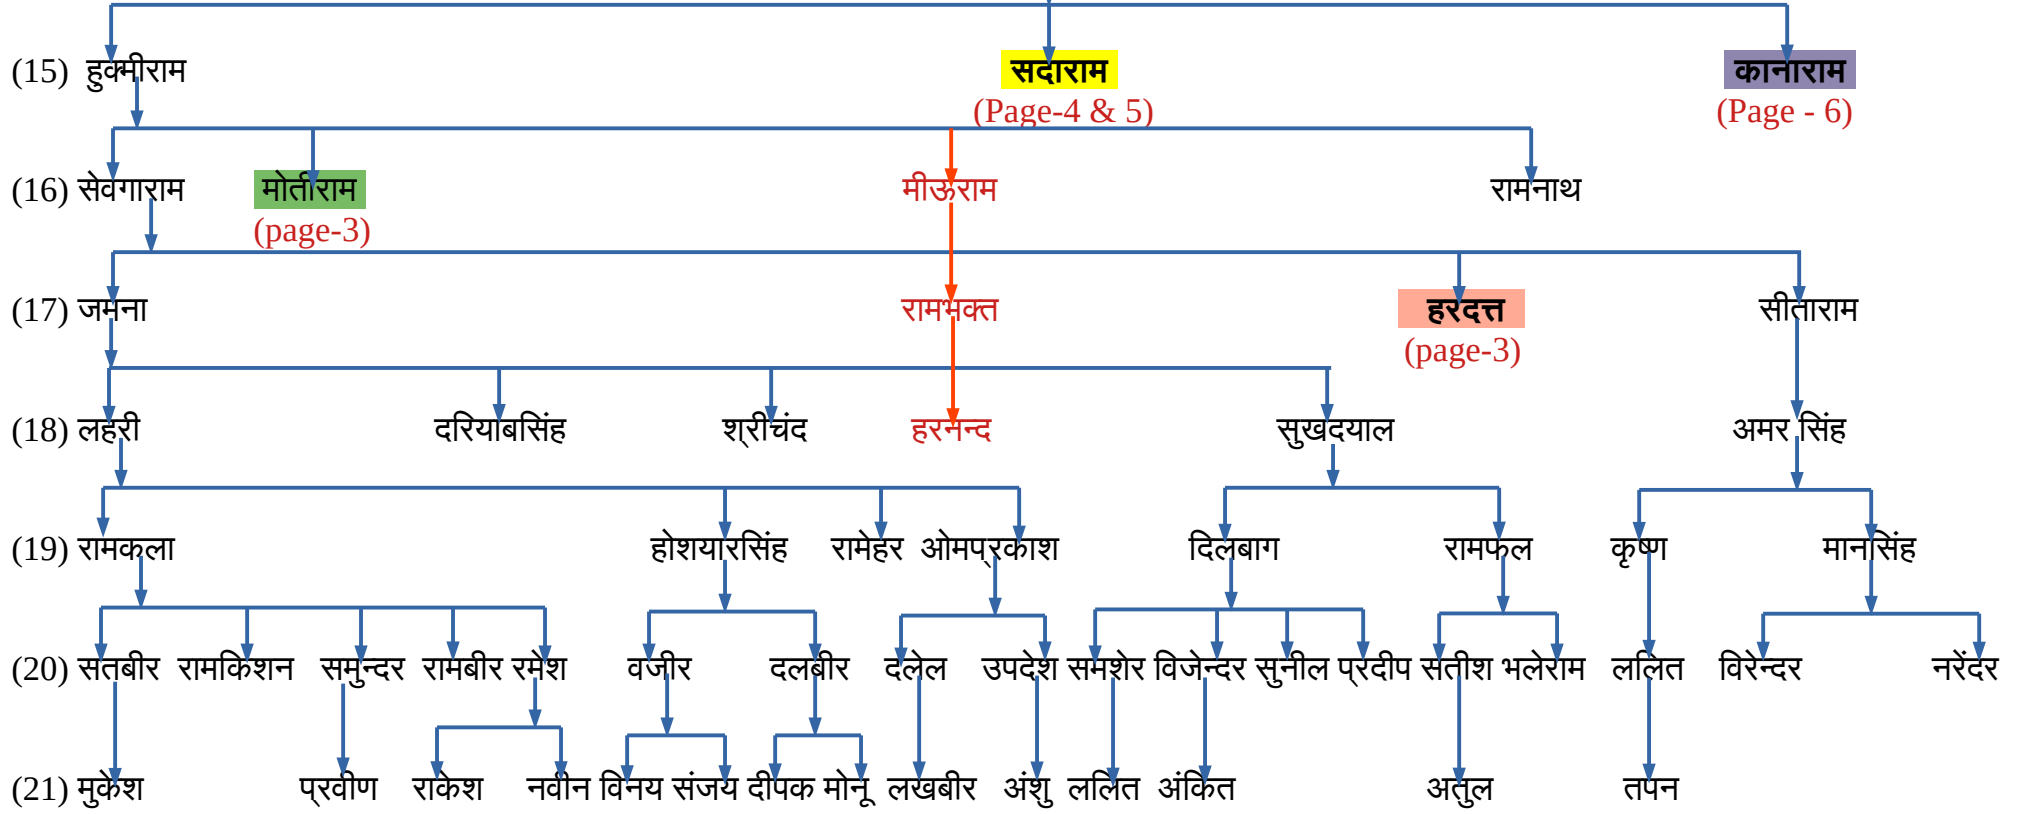 (15) हुक्मीराम सदाराम कानाराम
(Page-4 & 5) (Page - 6)
(16) सेवगाराम मोतीराम मीऊराम रामनाथ
(page-3)
(17) जमना रामभक्त हरदत्त सीताराम
(page-3)
(18) लहरी दरियाबसिंह श्रीचंद हरनन्द सुखदयाल अमर सिंह
(19) रामकला होशयारसिंह रामेहर ओमप्रकाश दिलबाग रामफल कृष्ण मानसिंह
(20) सतबीर रामकिशन समुन्दर रामबीर रमेश वजीर दलबीर दलेल उपदेश समशेर विजेन्दर सुनील प्रदीप सतीश भलेराम ललित विरेन्दर नरेंदर
(21) मुकेश प्रवीण राकेश नवीन विनय संजय दीपक मोनू लखबीर अंशु ललित अंकित अतुल तपन